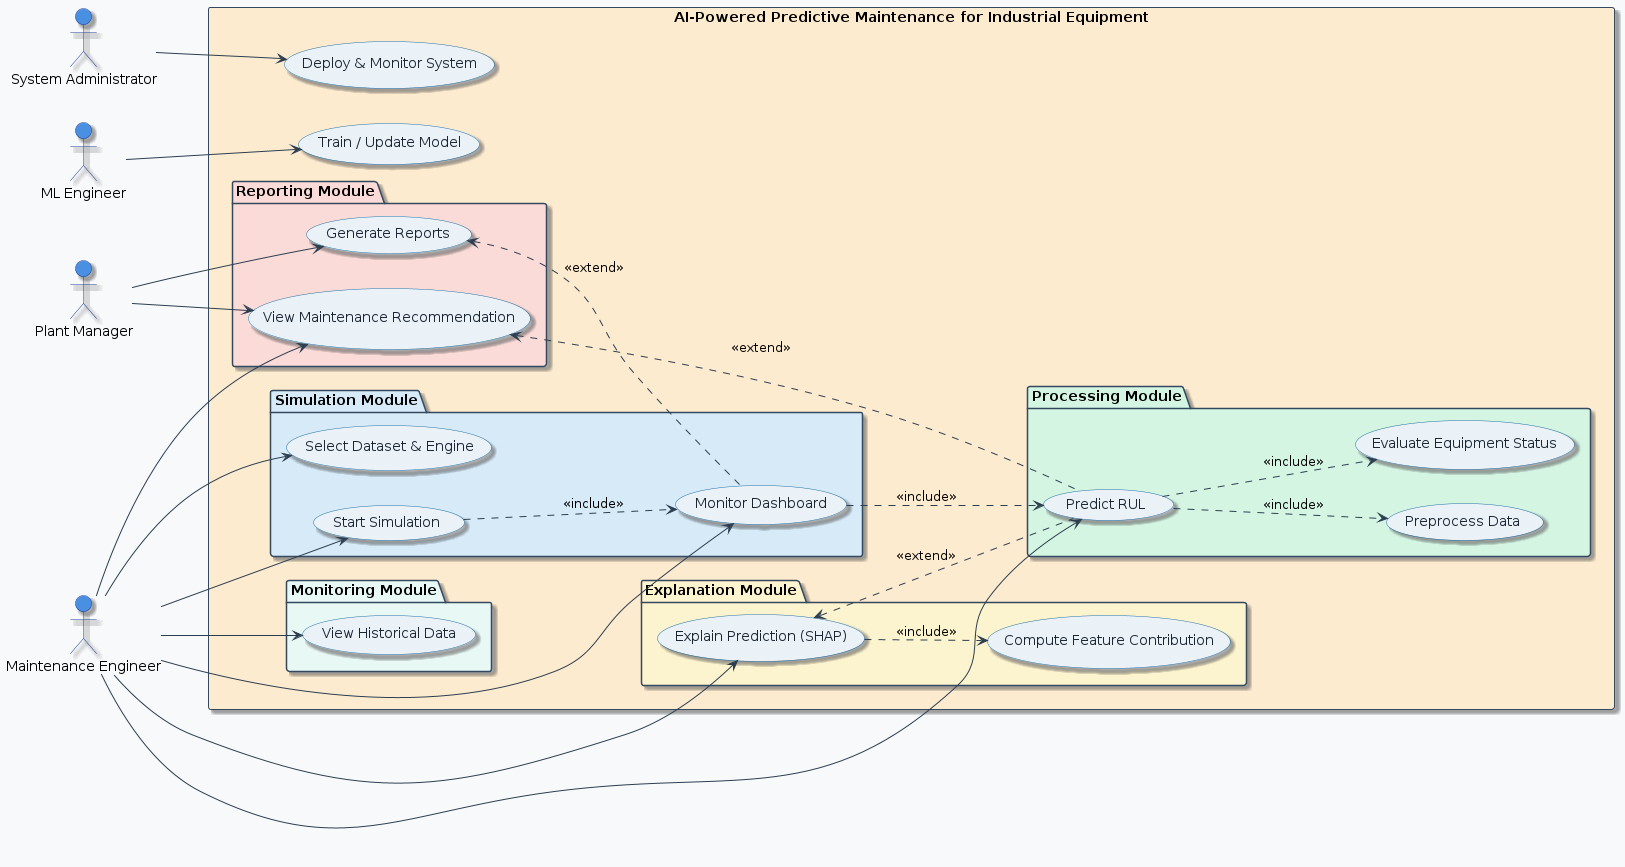 AI-Powered Predictive Maintenance for Industrial Equipment
System Administrator
Deploy & Monitor System
ML Engineer
Train / Update Model
Reporting Module
Generate Reports
«extend»
Plant Manager
View Maintenance Recommendation
«extend»
Simulation Module
Select Dataset & Engine
Start Simulation
«include»
Monitor Dashboard
«include»
Processing Module
Evaluate Equipment Status
«include»
Predict RUL
«include»
Preprocess Data
«extend»
Monitoring Module
View Historical Data
Maintenance Engineer
Explanation Module
Explain Prediction (SHAP)
«include»
Compute Feature Contribution